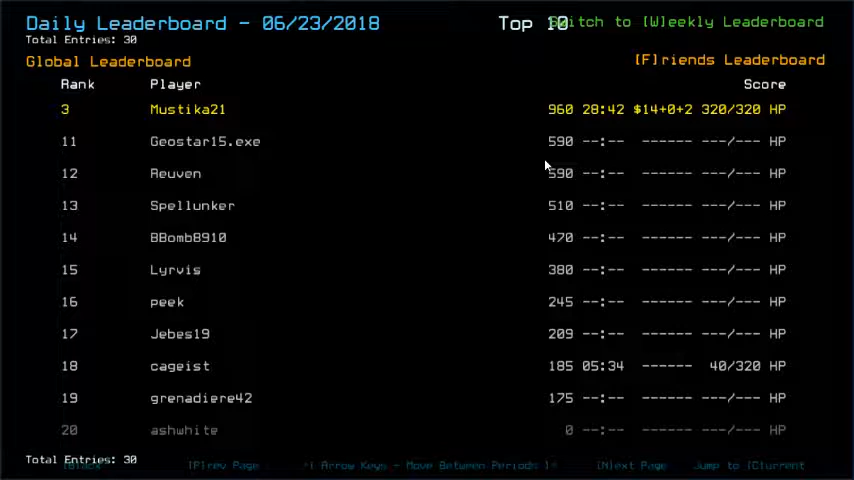 Daily Leaderboard - 06/23/2018 Top 10 Switch to [W]eekly Leaderboard
Total Entries: 30
Global Leaderboard [F]riends Leaderboard
Rank Player Score
3 Mustika21 960 28:42 $14+0+2 320/320 HP
11 Geostar15.exe 590 --:-- ------ ---/--- HP
12 Reuven 590 --:-- ------ ---/--- HP
13 Spellunker 510 --:-- ------ ---/--- HP
14 BBomb8910 470 --:-- ------ ---/--- HP
15 Lyrvis 380 --:-- ------ ---/--- HP
16 peek 245 --:-- ------ ---/--- HP
17 Jebes19 209 --:-- ------ ---/--- HP
18 cageist 185 05:34 ------ 40/320 HP
19 grenadiere42 175 --:-- ------ ---/--- HP
20 ashwhite 0 --:-- ------ ---/--- HP
Total Entries: 30
[B]ack [P]rev Page Arrow Keys - Move Between Periods [N]ext Page Jump to [C]urrent